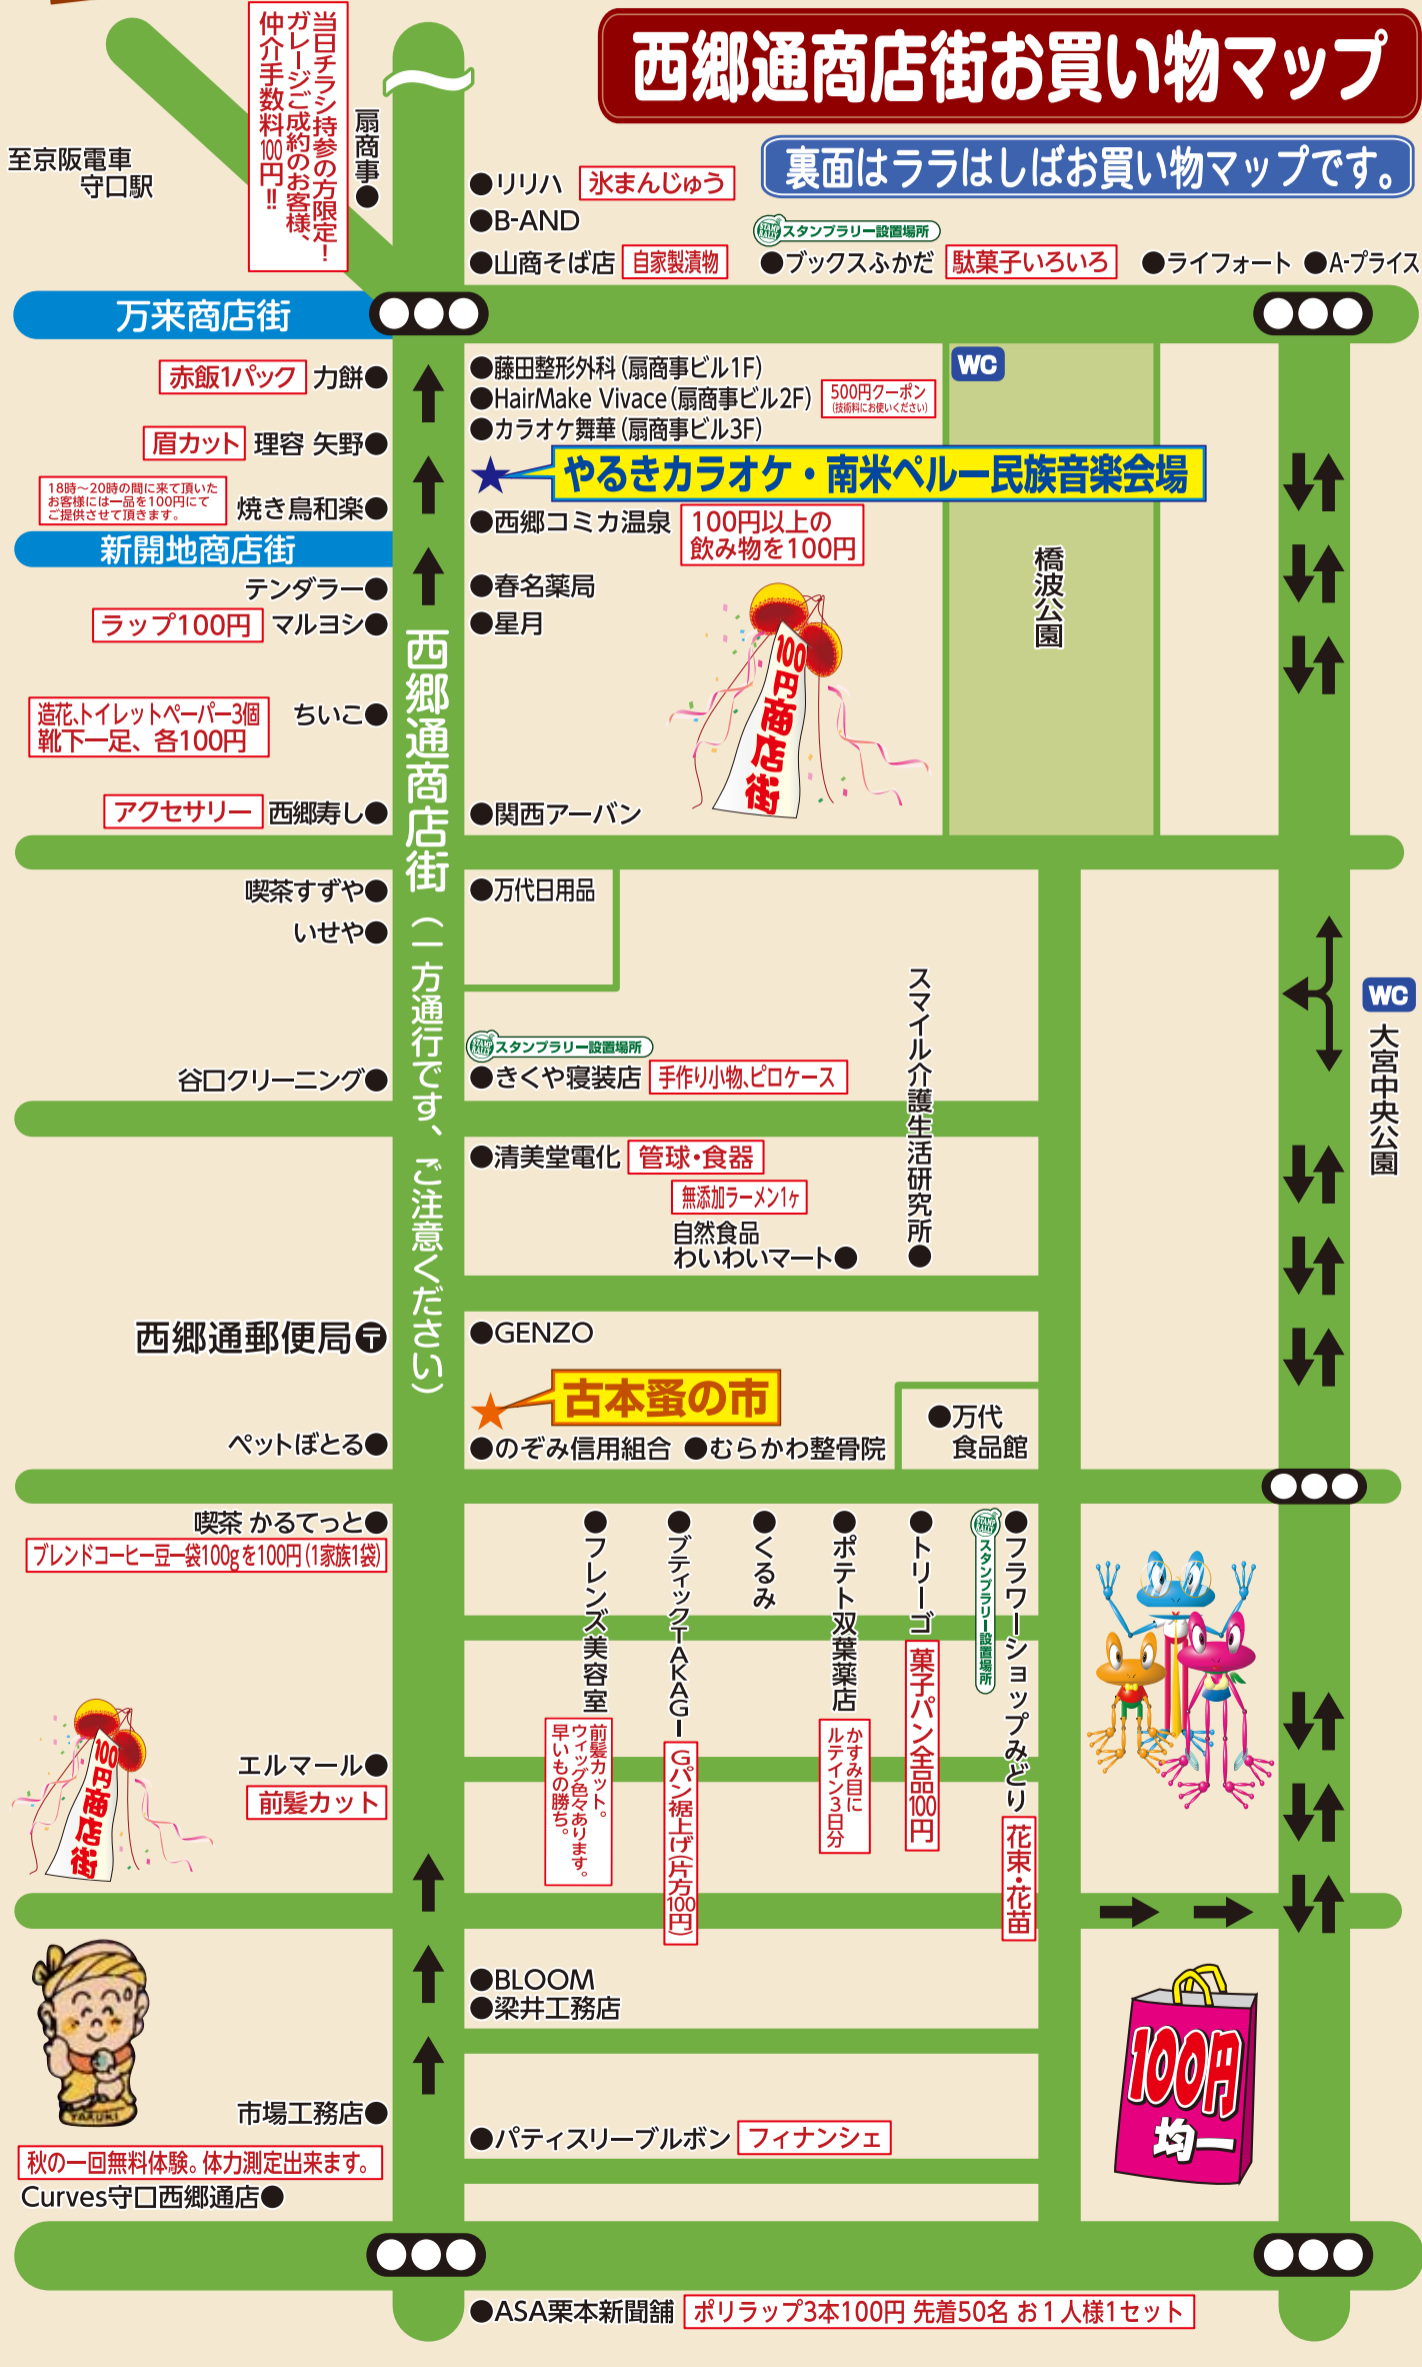 西郷通商店街お買い物マップ
裏面はララはしばお買い物マップです。
当日チラシ持参の方限定!
ガレージご成約のお客様、
仲介手数料100円!!
扇商事●
至京阪電車
守口駅
●リリハ 氷まんじゅう
●B-AND
スタンプラリー設置場所
●山商そば店 自家製漬物
●ブックスふかだ 駄菓子いろいろ
●ライフォート ●A-プライス
万来商店街
赤飯1パック 力餅●
眉カット 理容 矢野●
18時〜20時の間に来て頂いた
お客様には一品を100円にて
ご提供させて頂きます。
焼き鳥和楽●
新開地商店街
テンダラー●
ラップ100円 マルヨシ●
造花、トイレットペーパー3個
靴下一足、各100円
ちいこ●
アクセサリー 西郷寿し●
●藤田整形外科(扇商事ビル1F)
●HairMake Vivace(扇商事ビル2F)
500円クーポン
(技術料にお使いください)
●カラオケ舞華(扇商事ビル3F)
★やるきカラオケ・南米ペルー民族音楽会場
●西郷コミカ温泉
100円以上の
飲み物を100円
●春名薬局
●星月
100円商店街
●関西アーバン
WC
橋波公園
西郷通商店街(一方通行です、ご注意ください)
喫茶すずや●
いせや●
●万代日用品
谷口クリーニング●
STAMP RALLY スタンプラリー設置場所
●きくや寝装店 手作り小物、ピロケース
スマイル介護生活研究所●
WC
大宮中央公園
●清美堂電化 管球・食器
無添加ラーメン1ヶ
自然食品
わいわいマート●
西郷通郵便局〒
●GENZO
★古本蚤の市
ペットぼとる●
●のぞみ信用組合 ●むらかわ整骨院
●万代
食品館
喫茶 かるてっと●
ブレンドコーヒー豆一袋100gを100円(1家族1袋)
●フレンズ美容室
前髪カット。
ウィッグ色々あります。
早いもの勝ち。
●ブティックTAKAGI
Gパン裾上げ(片方100円)
●くるみ
●ポテト双葉薬店
かすみ目に
ルテイン3日分
●トリーゴ
菓子パン全品100円
STAMP RALLY スタンプラリー設置場所
●フラワーショップみどり
花束・花苗
エルマール●
前髪カット
100円商店街
●BLOOM
●梁井工務店
YARUKI
市場工務店●
秋の一回無料体験。体力測定出来ます。
Curves守口西郷通店●
●パティスリーブルボン フィナンシェ
100円
均一
●ASA栗本新聞舗 ポリラップ3本100円 先着50名 お1人様1セット